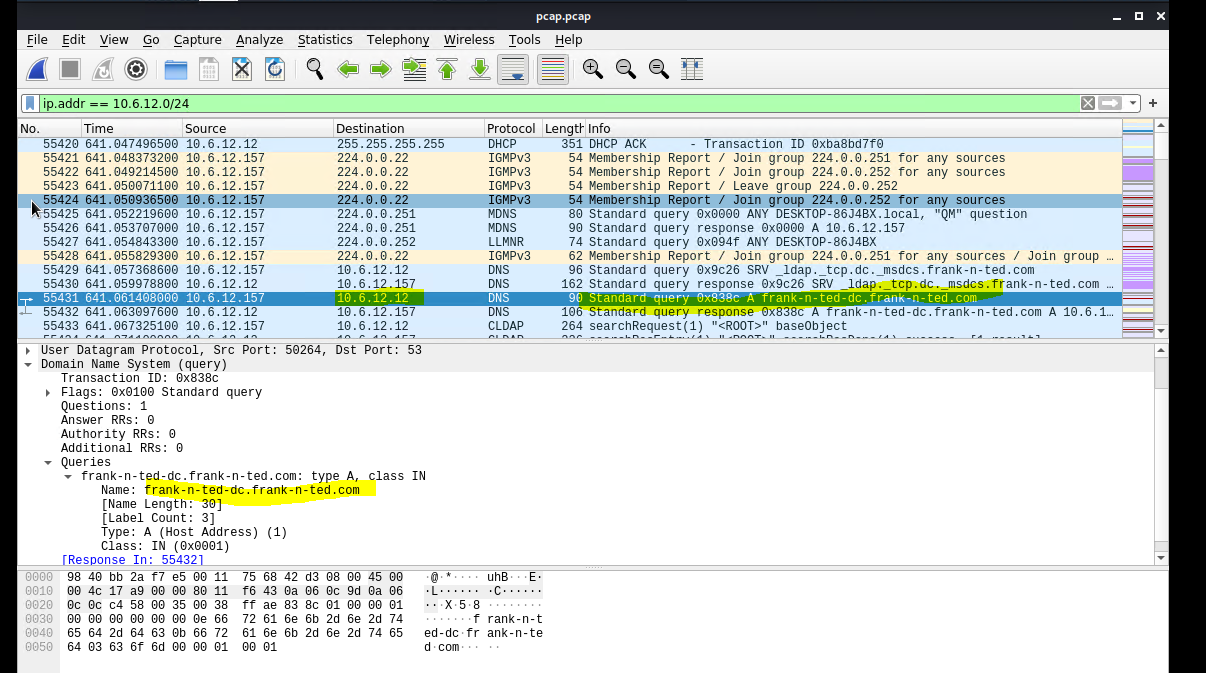 pcap.pcap
File Edit View Go Capture Analyze Statistics Telephony Wireless Tools Help
ip.addr == 10.6.12.0/24
No. Time Source Destination Protocol Length Info
55420 641.047496500 10.6.12.12 255.255.255.255 DHCP 351 DHCP ACK - Transaction ID 0xba8bd7f0
55421 641.048373200 10.6.12.157 224.0.0.22 IGMPv3 54 Membership Report / Join group 224.0.0.251 for any sources
55422 641.049214500 10.6.12.157 224.0.0.22 IGMPv3 54 Membership Report / Join group 224.0.0.252 for any sources
55423 641.050071100 10.6.12.157 224.0.0.22 IGMPv3 54 Membership Report / Leave group 224.0.0.252
55424 641.050936500 10.6.12.157 224.0.0.22 IGMPv3 54 Membership Report / Join group 224.0.0.252 for any sources
55425 641.052219600 10.6.12.157 224.0.0.251 MDNS 80 Standard query 0x0000 ANY DESKTOP-86J4BX.local, "QM" question
55426 641.053707000 10.6.12.157 224.0.0.251 MDNS 90 Standard query response 0x0000 A 10.6.12.157
55427 641.054843300 10.6.12.157 224.0.0.252 LLMNR 74 Standard query 0x094f ANY DESKTOP-86J4BX
55428 641.055829300 10.6.12.157 224.0.0.22 IGMPv3 62 Membership Report / Join group 224.0.0.251 for any sources / Join group …
55429 641.057368600 10.6.12.157 10.6.12.12 DNS 96 Standard query 0x9c26 SRV _ldap._tcp.dc._msdcs.frank-n-ted.com
55430 641.059978800 10.6.12.12 10.6.12.157 DNS 162 Standard query response 0x9c26 SRV _ldap._tcp.dc._msdcs.frank-n-ted.com …
55431 641.061408000 10.6.12.157 10.6.12.12 DNS 90 Standard query 0x838c A frank-n-ted-dc.frank-n-ted.com
55432 641.063097600 10.6.12.12 10.6.12.157 DNS 106 Standard query response 0x838c A frank-n-ted-dc.frank-n-ted.com A 10.6.1…
55433 641.067325100 10.6.12.157 10.6.12.12 CLDAP 264 searchRequest(1) "<ROOT>" baseObject
User Datagram Protocol, Src Port: 50264, Dst Port: 53
Domain Name System (query)
Transaction ID: 0x838c
Flags: 0x0100 Standard query
Questions: 1
Answer RRs: 0
Authority RRs: 0
Additional RRs: 0
Queries
frank-n-ted-dc.frank-n-ted.com: type A, class IN
Name: frank-n-ted-dc.frank-n-ted.com
[Name Length: 30]
[Label Count: 3]
Type: A (Host Address) (1)
Class: IN (0x0001)
[Response In: 55432]
0000 98 40 bb 2a f7 e5 00 11 75 68 42 d3 08 00 45 00 ·@·*···· uhB···E·
0010 00 4c 17 a9 00 00 80 11 f6 43 0a 06 0c 9d 0a 06 ·L······ ·C······
0020 0c 0c c4 58 00 35 00 38 ff ae 83 8c 01 00 00 01 ···X·5·8 ········
0030 00 00 00 00 00 00 0e 66 72 61 6e 6b 2d 6e 2d 74 ·······f rank-n-t
0040 65 64 2d 64 63 0b 66 72 61 6e 6b 2d 6e 2d 74 65 ed-dc·fr ank-n-te
0050 64 03 63 6f 6d 00 00 01 00 01 d·com··· ··